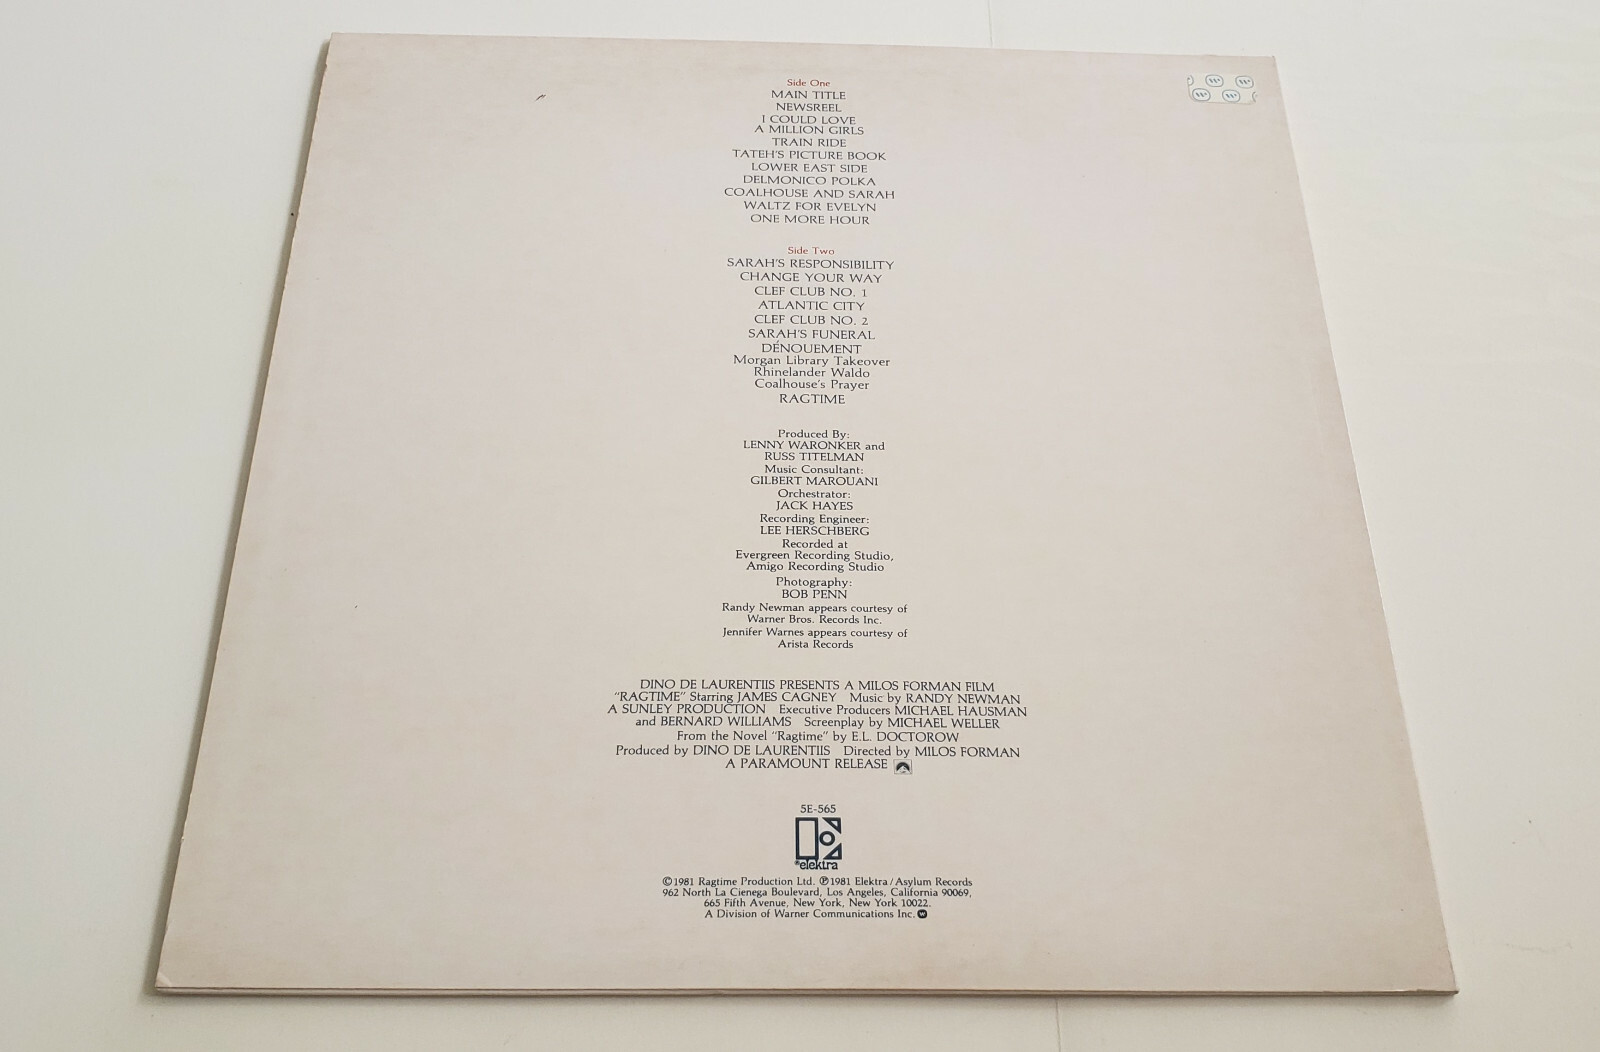 Side One
MAIN TITLE
NEWSREEL
I COULD LOVE
A MILLION GIRLS
TRAIN RIDE
TATEH'S PICTURE BOOK
LOWER EAST SIDE
DELMONICO POLKA
COALHOUSE AND SARAH
WALTZ FOR EVELYN
ONE MORE HOUR
Side Two
SARAH'S RESPONSIBILITY
CHANGE YOUR WAY
CLEF CLUB NO. 1
ATLANTIC CITY
CLEF CLUB NO. 2
SARAH'S FUNERAL
DÉNOUEMENT
Morgan Library Takeover
Rhinelander Waldo
Coalhouse's Prayer
RAGTIME
Produced By:
LENNY WARONKER and
RUSS TITELMAN
Music Consultant:
GILBERT MAROUANI
Orchestrator:
JACK HAYES
Recording Engineer:
LEE HERSCHBERG
Recorded at
Evergreen Recording Studio,
Amigo Recording Studio
Photography:
BOB PENN
Randy Newman appears courtesy of
Warner Bros. Records Inc.
Jennifer Warnes appears courtesy of
Arista Records
DINO DE LAURENTIIS PRESENTS A MILOS FORMAN FILM
"RAGTIME" Starring JAMES CAGNEY Music by RANDY NEWMAN
A SUNLEY PRODUCTION Executive Producers MICHAEL HAUSMAN
and BERNARD WILLIAMS Screenplay by MICHAEL WELLER
From the Novel "Ragtime" by E.L. DOCTOROW
Produced by DINO DE LAURENTIIS Directed by MILOS FORMAN
A PARAMOUNT RELEASE
5E-565
elektra
©1981 Ragtime Production Ltd. ℗1981 Elektra/Asylum Records
962 North La Cienega Boulevard, Los Angeles, California 90069,
665 Fifth Avenue, New York, New York 10022.
A Division of Warner Communications Inc.